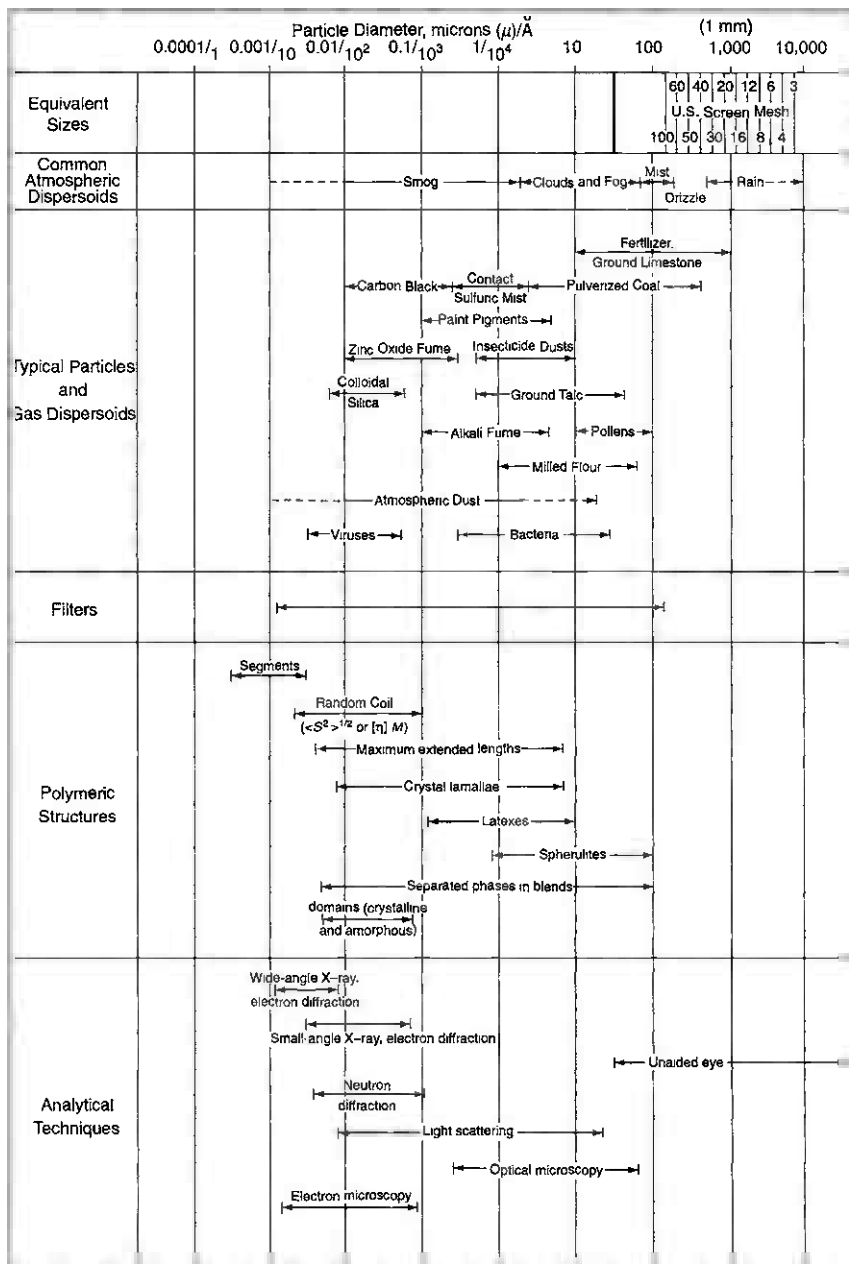 Particle Diameter, microns (μ)/Å
(1 mm)
0.0001/1 0.001/10 0.01/10² 0.1/10³ 1/10⁴ 10 100 1,000 10,000
Equivalent
Sizes
60 40 20 12 6 3
U.S. Screen Mesh
100 50 30 16 8 4
Common
Atmospheric
Dispersoids
Smog
Clouds and Fog
Mist
Drizzle
Rain
Typical Particles
and
Gas Dispersoids
Fertilizer,
Ground Limestone
Carbon Black
Contact
Sulfuric Mist
Pulverized Coal
Paint Pigments
Zinc Oxide Fume
Insecticide Dusts
Colloidal
Silica
Ground Talc
Alkali Fume
Pollens
Milled Flour
Atmospheric Dust
Viruses
Bacteria
Filters
Polymeric
Structures
Segments
Random Coil
(<S²>^1/2 or [η] M)
Maximum extended lengths
Crystal lamallae
Latexes
Spherulites
Separated phases in blends
domains (crystalline
and amorphous)
Analytical
Techniques
Wide-angle X–ray,
electron diffraction
Small-angle X–ray, electron diffraction
Unaided eye
Neutron
diffraction
Light scattering
Optical microscopy
Electron microscopy